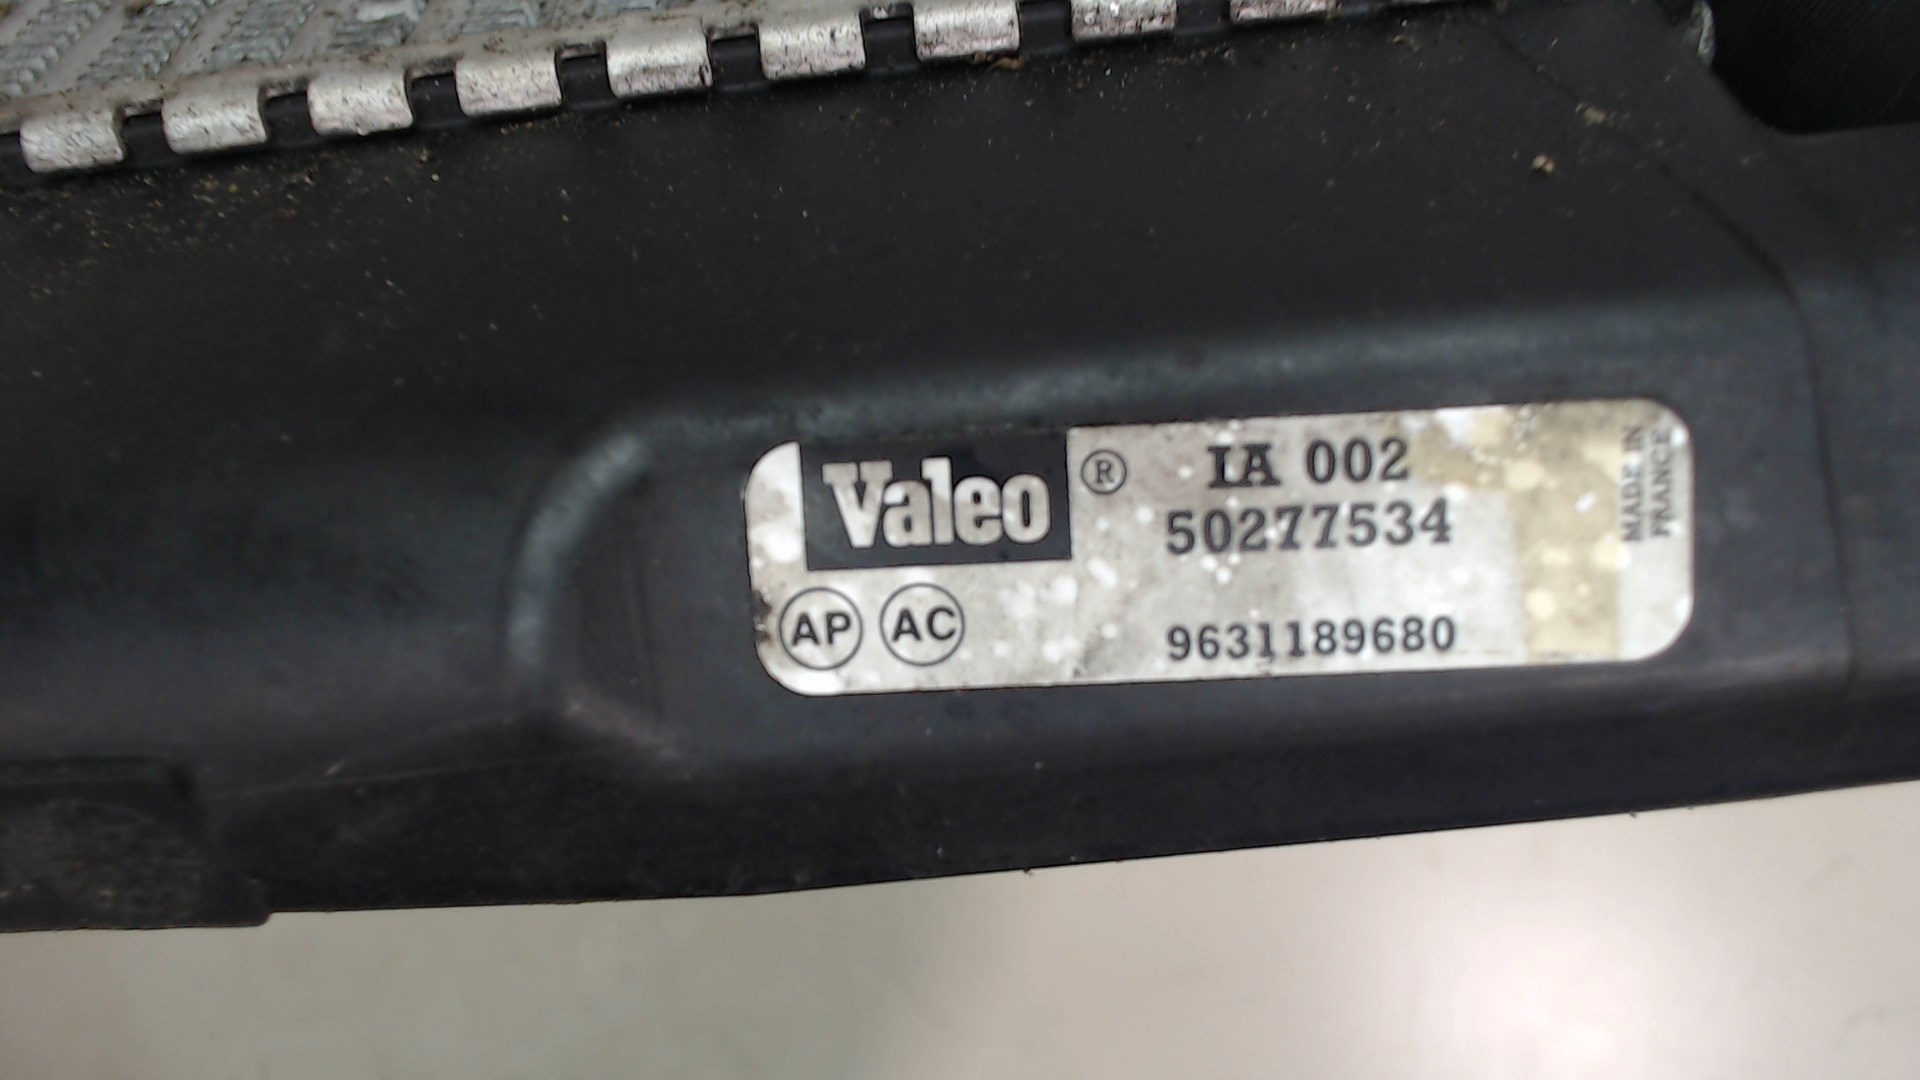 Valeo ®
IA 002
50277534
AP AC
9631189680
MADE IN
FRANCE